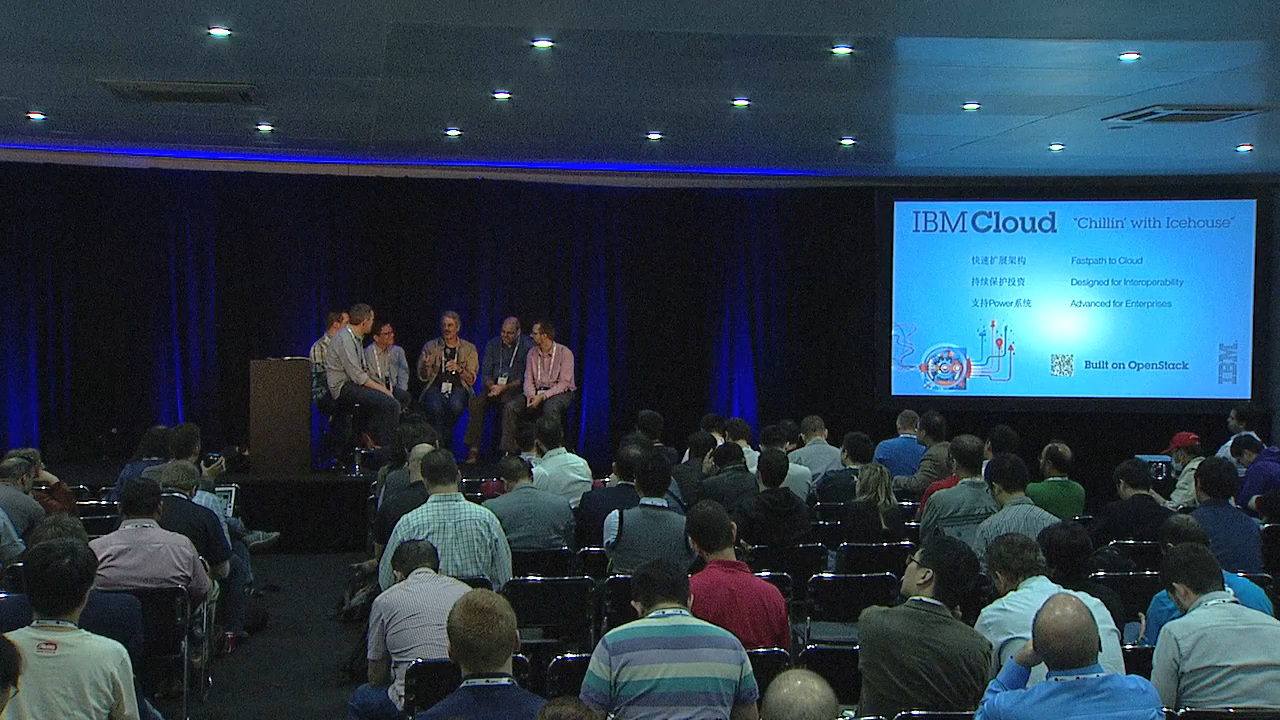 IBM Cloud "Chillin' with Icehouse"
快速扩展架构 Fastpath to Cloud
持续保护投资 Designed for Interoperability
支持Power系统 Advanced for Enterprises
Built on OpenStack
IBM